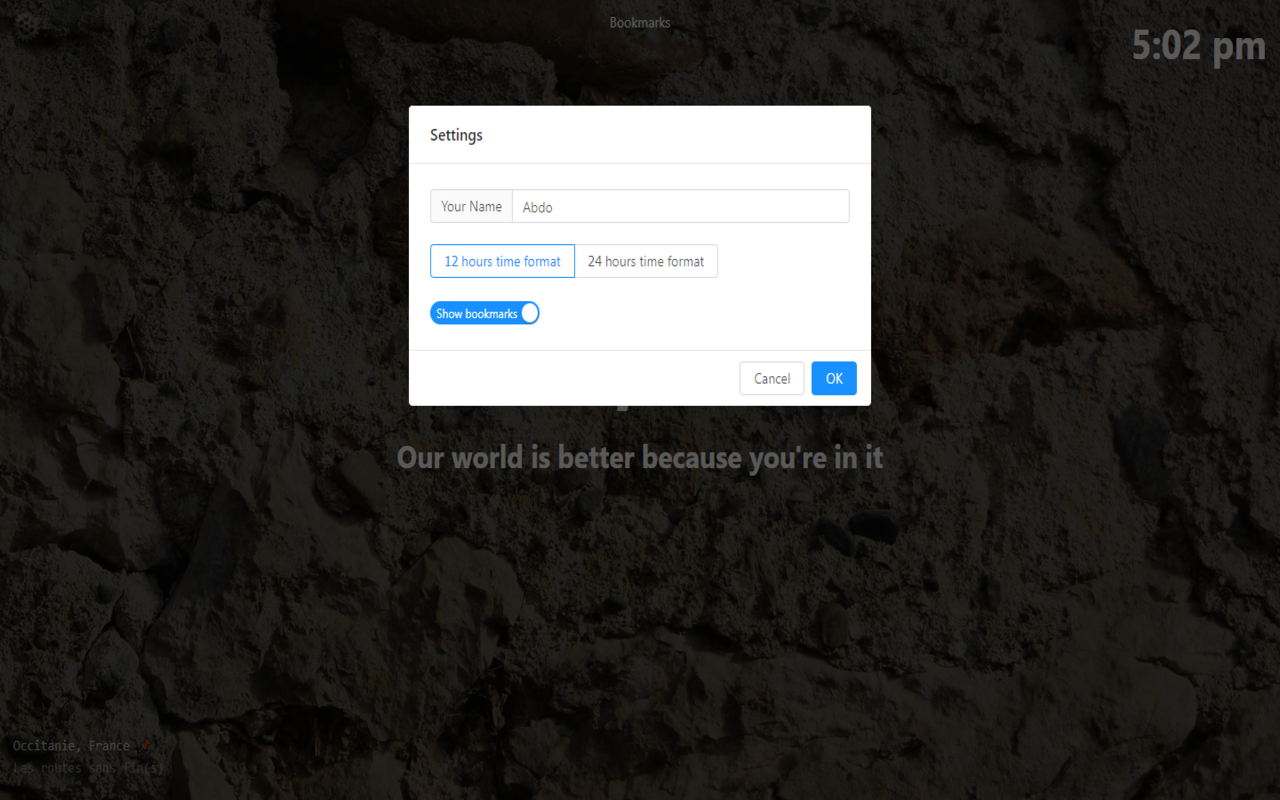 Bookmarks
5:02 pm
Settings
Your Name Abdo
12 hours time format 24 hours time format
Show bookmarks
Cancel OK
Our world is better because you're in it
Occitanie, France
Les routes sans fin(s)